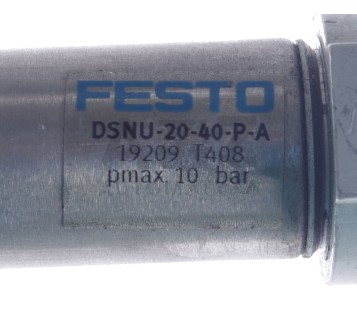 FESTO
DSNU-20-40-P-A
19209 T408
pmax. 10 bar